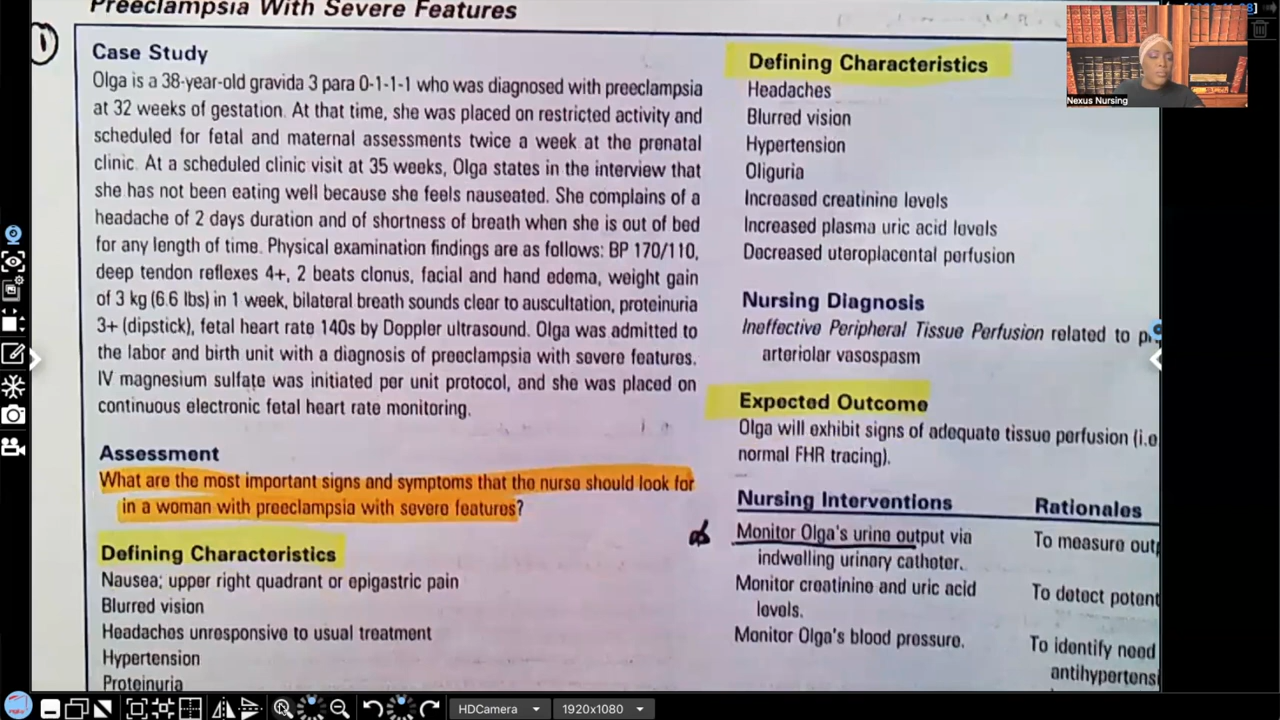 Preeclampsia With Severe Features
1
Case Study
Olga is a 38-year-old gravida 3 para 0-1-1-1 who was diagnosed with preeclampsia
at 32 weeks of gestation. At that time, she was placed on restricted activity and
scheduled for fetal and maternal assessments twice a week at the prenatal
clinic. At a scheduled clinic visit at 35 weeks, Olga states in the interview that
she has not been eating well because she feels nauseated. She complains of a
headache of 2 days duration and of shortness of breath when she is out of bed
for any length of time. Physical examination findings are as follows: BP 170/110,
deep tendon reflexes 4+, 2 beats clonus, facial and hand edema, weight gain
of 3 kg (6.6 lbs) in 1 week, bilateral breath sounds clear to auscultation, proteinuria
3+ (dipstick), fetal heart rate 140s by Doppler ultrasound. Olga was admitted to
the labor and birth unit with a diagnosis of preeclampsia with severe features.
IV magnesium sulfate was initiated per unit protocol, and she was placed on
continuous electronic fetal heart rate monitoring.
Assessment
What are the most important signs and symptoms that the nurse should look for
in a woman with preeclampsia with severe features?
Defining Characteristics
Nausea; upper right quadrant or epigastric pain
Blurred vision
Headaches unresponsive to usual treatment
Hypertension
Proteinuria
Defining Characteristics
Headaches
Blurred vision
Hypertension
Oliguria
Increased creatinine levels
Increased plasma uric acid levels
Decreased uteroplacental perfusion
Nursing Diagnosis
Ineffective Peripheral Tissue Perfusion related to
arteriolar vasospasm
Expected Outcome
Olga will exhibit signs of adequate tissue perfusion (i.e
normal FHR tracing).
Nursing Interventions Rationales
Monitor Olga's urine output via To measure outp
indwelling urinary catheter.
Monitor creatinine and uric acid To detect potent
levels.
Monitor Olga's blood pressure. To identify need
antihypertensi
Nexus Nursing
HDCamera 1920x1080